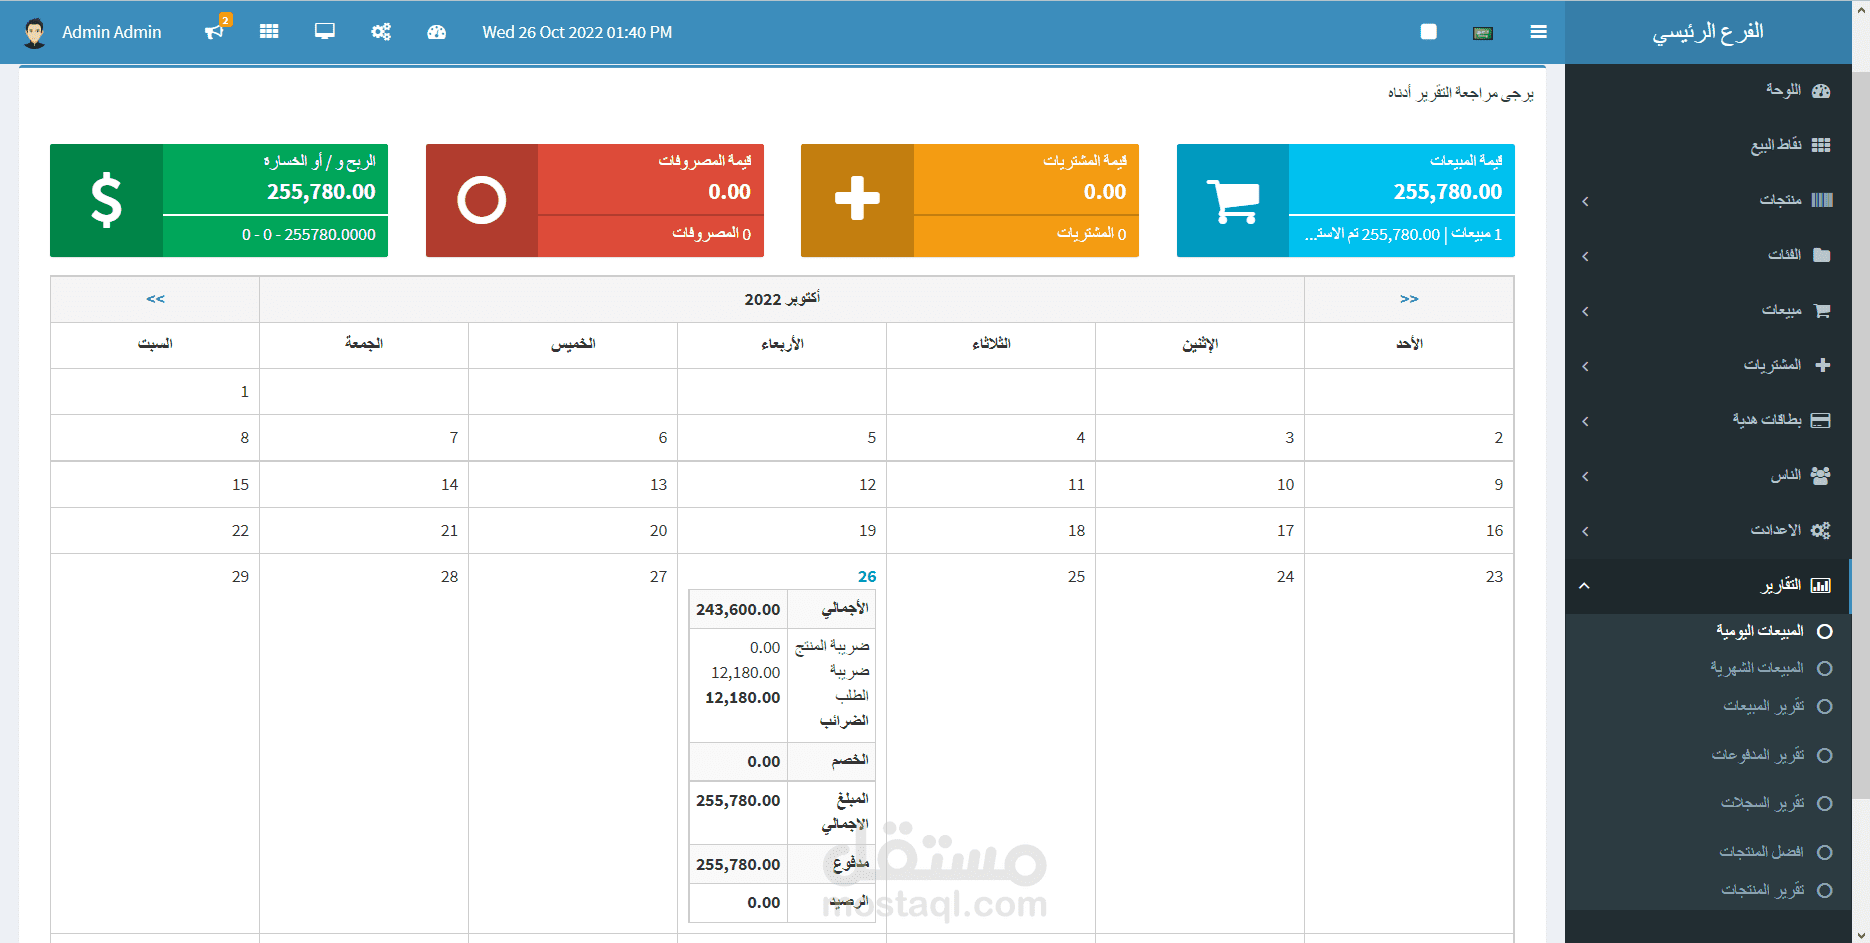 Admin Admin
2
Wed 26 Oct 2022 01:40 PM
الفرع الرئيسي
يرجى مراجعة التقرير أدناه
قيمة المبيعات
255,780.00
1 مبيعات | 255,780.00 تم الاست...
قيمة المشتريات
0.00
0 المشتريات
قيمة المصروفات
0.00
0 المصروفات
الربح و / أو الخسارة
255,780.00
255780.0000 - 0 - 0
<<
أكتوبر 2022
>>
الأحد الإثنين الثلاثاء الأربعاء الخميس الجمعة السبت
1
2 3 4 5 6 7 8
9 10 11 12 13 14 15
16 17 18 19 20 21 22
23 24 25 26 27 28 29
الأجمالي 243,600.00
ضريبة المنتج 0.00
ضريبة 12,180.00
الطلب 12,180.00
الضرائب
الخصم 0.00
المبلغ 255,780.00
الاجمالي
مدفوع 255,780.00
الرصيد 0.00
مستقل
mostaql.com
اللوحة
نقاط البيع
منتجات
الفئات
مبيعات
المشتريات
بطاقات هدية
الناس
الاعدادت
التقارير
المبيعات اليومية
المبيعات الشهرية
تقرير المبيعات
تقرير المدفوعات
تقرير السجلات
افضل المنتجات
تقرير المنتجات